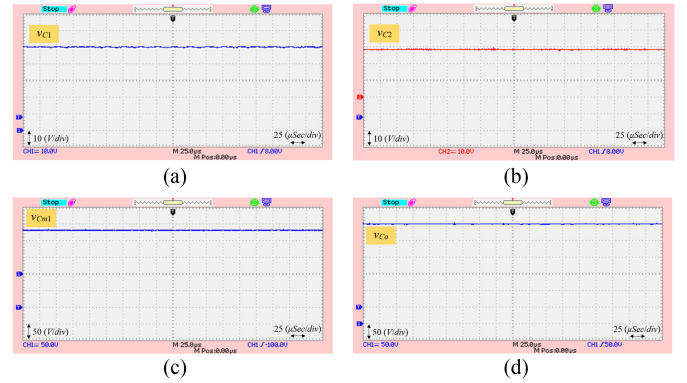 Stop
vC1
10 (V/div)
25 (μSec/div)
CH1= 10.0V M 25.0μs CH1 /8.00V
M Pos:0.00μs
(a)
Stop
vC2
10 (V/div)
25 (μSec/div)
CH2= 10.0V M 25.0μs CH1 /8.00V
M Pos:0.00μs
(b)
Stop
vCm1
50 (V/div)
25 (μSec/div)
CH1= 50.0V M 25.0μs CH1 /-100.0V
M Pos:0.00μs
(c)
Stop
vCo
50 (V/div)
25 (μSec/div)
CH1= 50.0V M 25.0μs CH1 /50.0V
M Pos:0.00μs
(d)